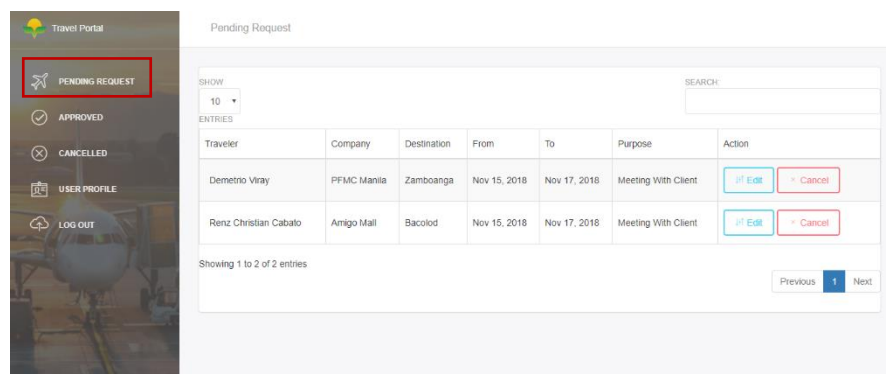 Travel Portal
Pending Request
PENDING REQUEST
APPROVED
CANCELLED
USER PROFILE
LOG OUT
SHOW
10
ENTRIES
SEARCH:
Traveler Company Destination From To Purpose Action
Demetrio Viray PFMC Manila Zamboanga Nov 15, 2018 Nov 17, 2018 Meeting With Client Edit Cancel
Renz Christian Cabato Amigo Mall Bacolod Nov 15, 2018 Nov 17, 2018 Meeting With Client Edit Cancel
Showing 1 to 2 of 2 entries
Previous 1 Next